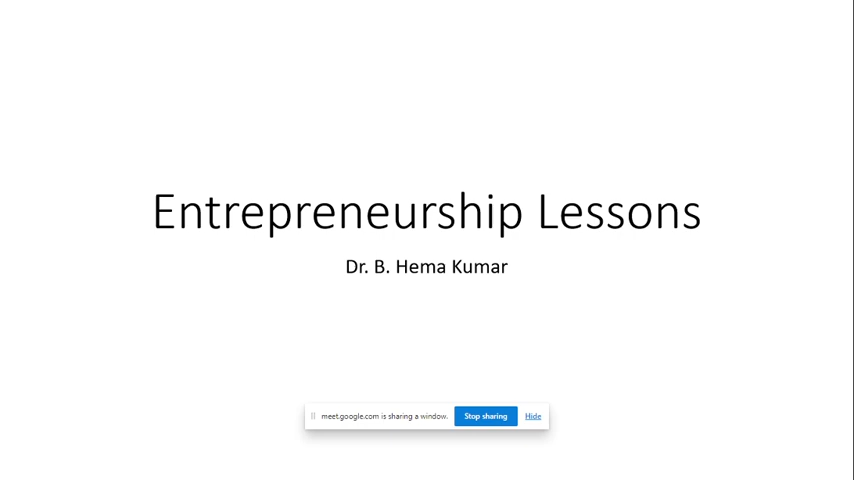 Entrepreneurship Lessons
Dr. B. Hema Kumar
meet.google.com is sharing a window. Stop sharing Hide